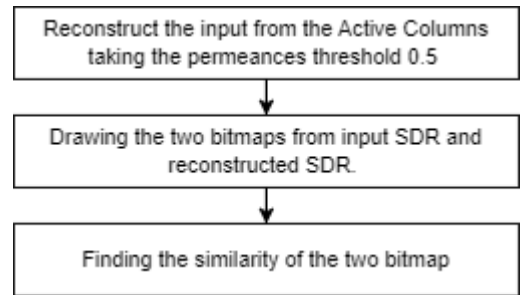 Reconstruct the input from the Active Columns
taking the permeances threshold 0.5
Drawing the two bitmaps from input SDR and
reconstructed SDR.
Finding the similarity of the two bitmap